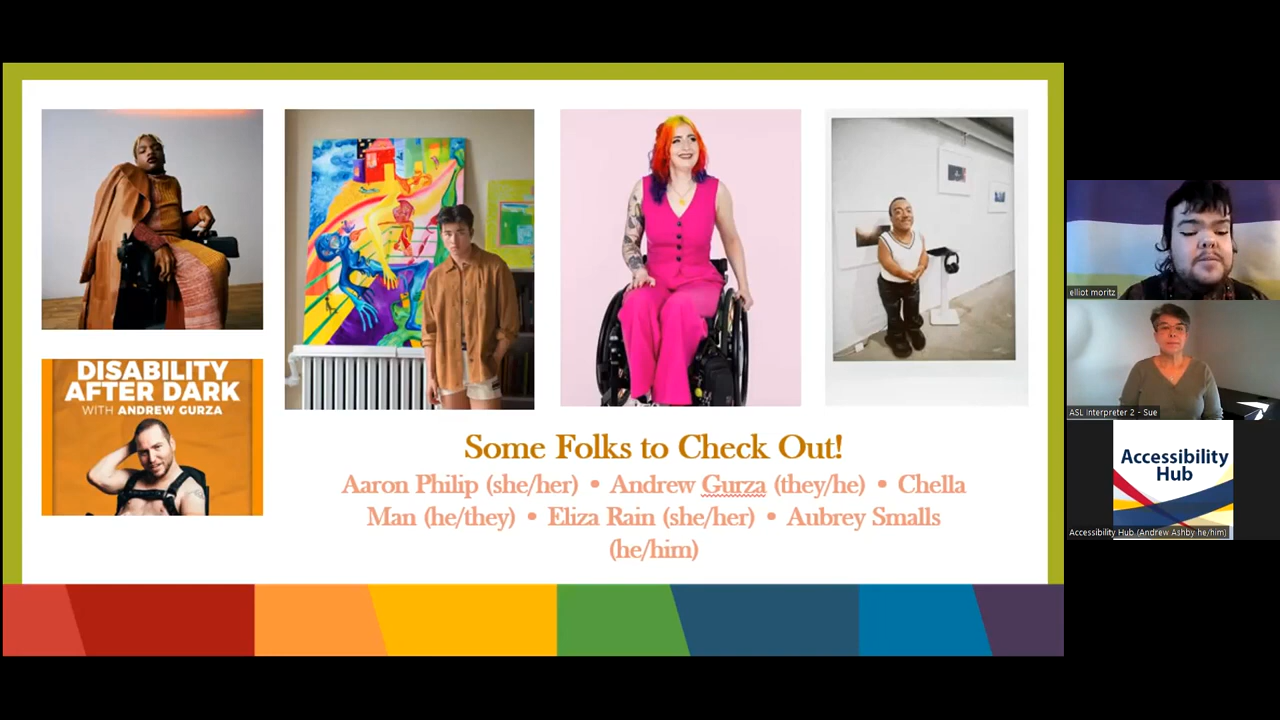 DISABILITY
AFTER DARK
WITH ANDREW GURZA
Some Folks to Check Out!
Aaron Philip (she/her) • Andrew Gurza (they/he) • Chella
Man (he/they) • Eliza Rain (she/her) • Aubrey Smalls
(he/him)
elliot moritz
ASL Interpreter 2 - Sue
Accessibility
Hub
Accessibility Hub (Andrew Ashby he/him)